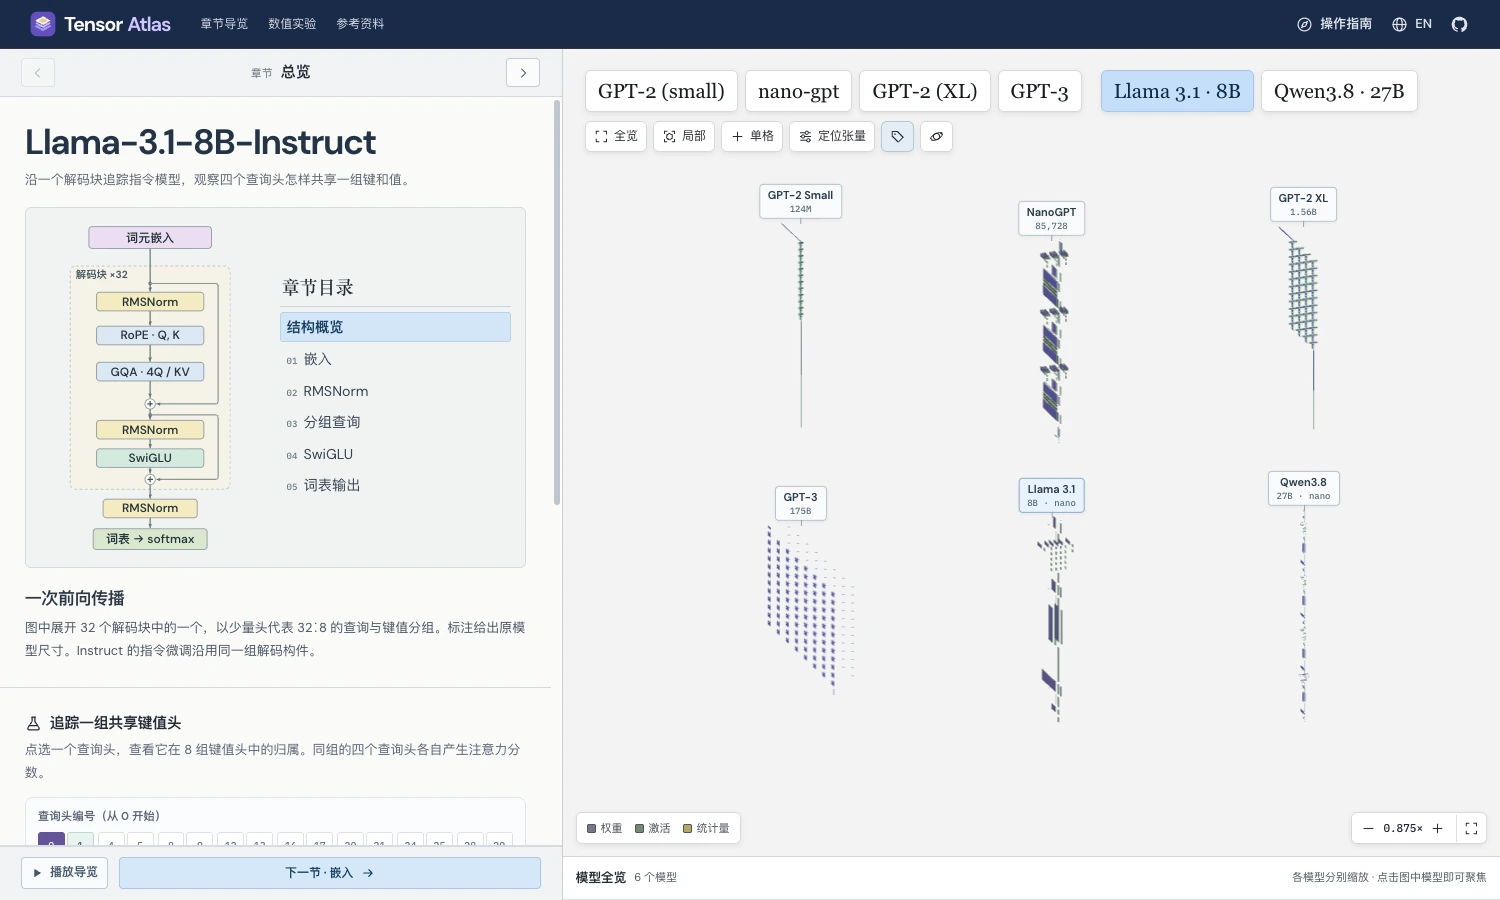 Tensor Atlas
章节导览
数值实验
参考资料
操作指南
EN
章节 总览
Llama-3.1-8B-Instruct
沿一个解码块追踪指令模型，观察四个查询头怎样共享一组键和值。
词元嵌入
解码块 ×32
RMSNorm
RoPE · Q, K
GQA · 4Q / KV
RMSNorm
SwiGLU
RMSNorm
词表 → softmax
章节目录
结构概览
01 嵌入
02 RMSNorm
03 分组查询
04 SwiGLU
05 词表输出
一次前向传播
图中展开 32 个解码块中的一个，以少量头代表 32:8 的查询与键值分组。标注给出原模
型尺寸。Instruct 的指令微调沿用同一组解码构件。
追踪一组共享键值头
点选一个查询头，查看它在 8 组键值头中的归属。同组的四个查询头各自产生注意力分
数。
查询头编号（从 0 开始）
播放导览
下一节 · 嵌入 →
GPT-2 (small)
nano-gpt
GPT-2 (XL)
GPT-3
Llama 3.1 · 8B
Qwen3.8 · 27B
全览
局部
单格
定位张量
GPT-2 Small
124M
NanoGPT
85,728
GPT-2 XL
1.56B
GPT-3
175B
Llama 3.1
8B · nano
Qwen3.8
27B · nano
权重
激活
统计量
0.875×
模型全览 6 个模型
各模型分别缩放 · 点击图中模型即可聚焦